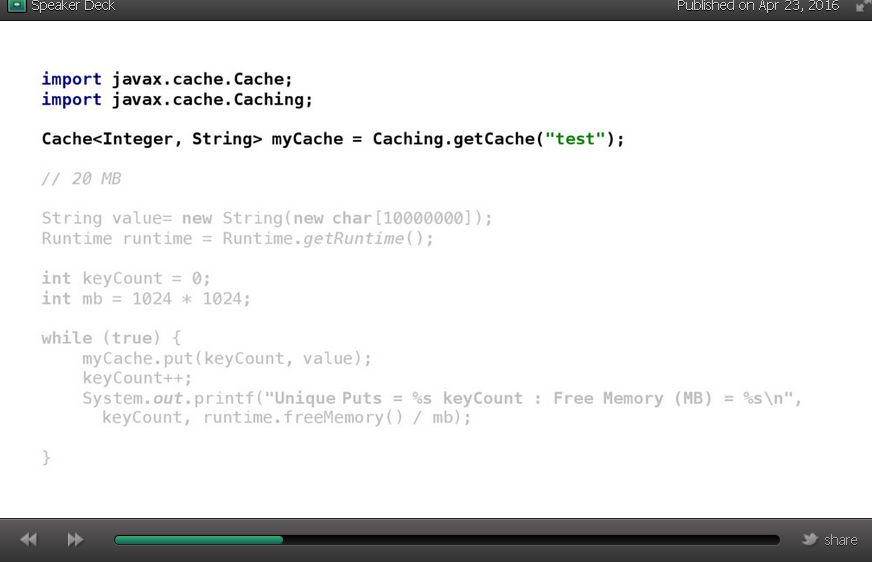 Speaker Deck
Published on Apr 23, 2016
import javax.cache.Cache;
import javax.cache.Caching;
Cache<Integer, String> myCache = Caching.getCache("test");
// 20 MB
String value= new String(new char[10000000]);
Runtime runtime = Runtime.getRuntime();
int keyCount = 0;
int mb = 1024 * 1024;
while (true) {
    myCache.put(keyCount, value);
    keyCount++;
    System.out.printf("Unique Puts = %s keyCount : Free Memory (MB) = %s\n",
      keyCount, runtime.freeMemory() / mb);
}
share